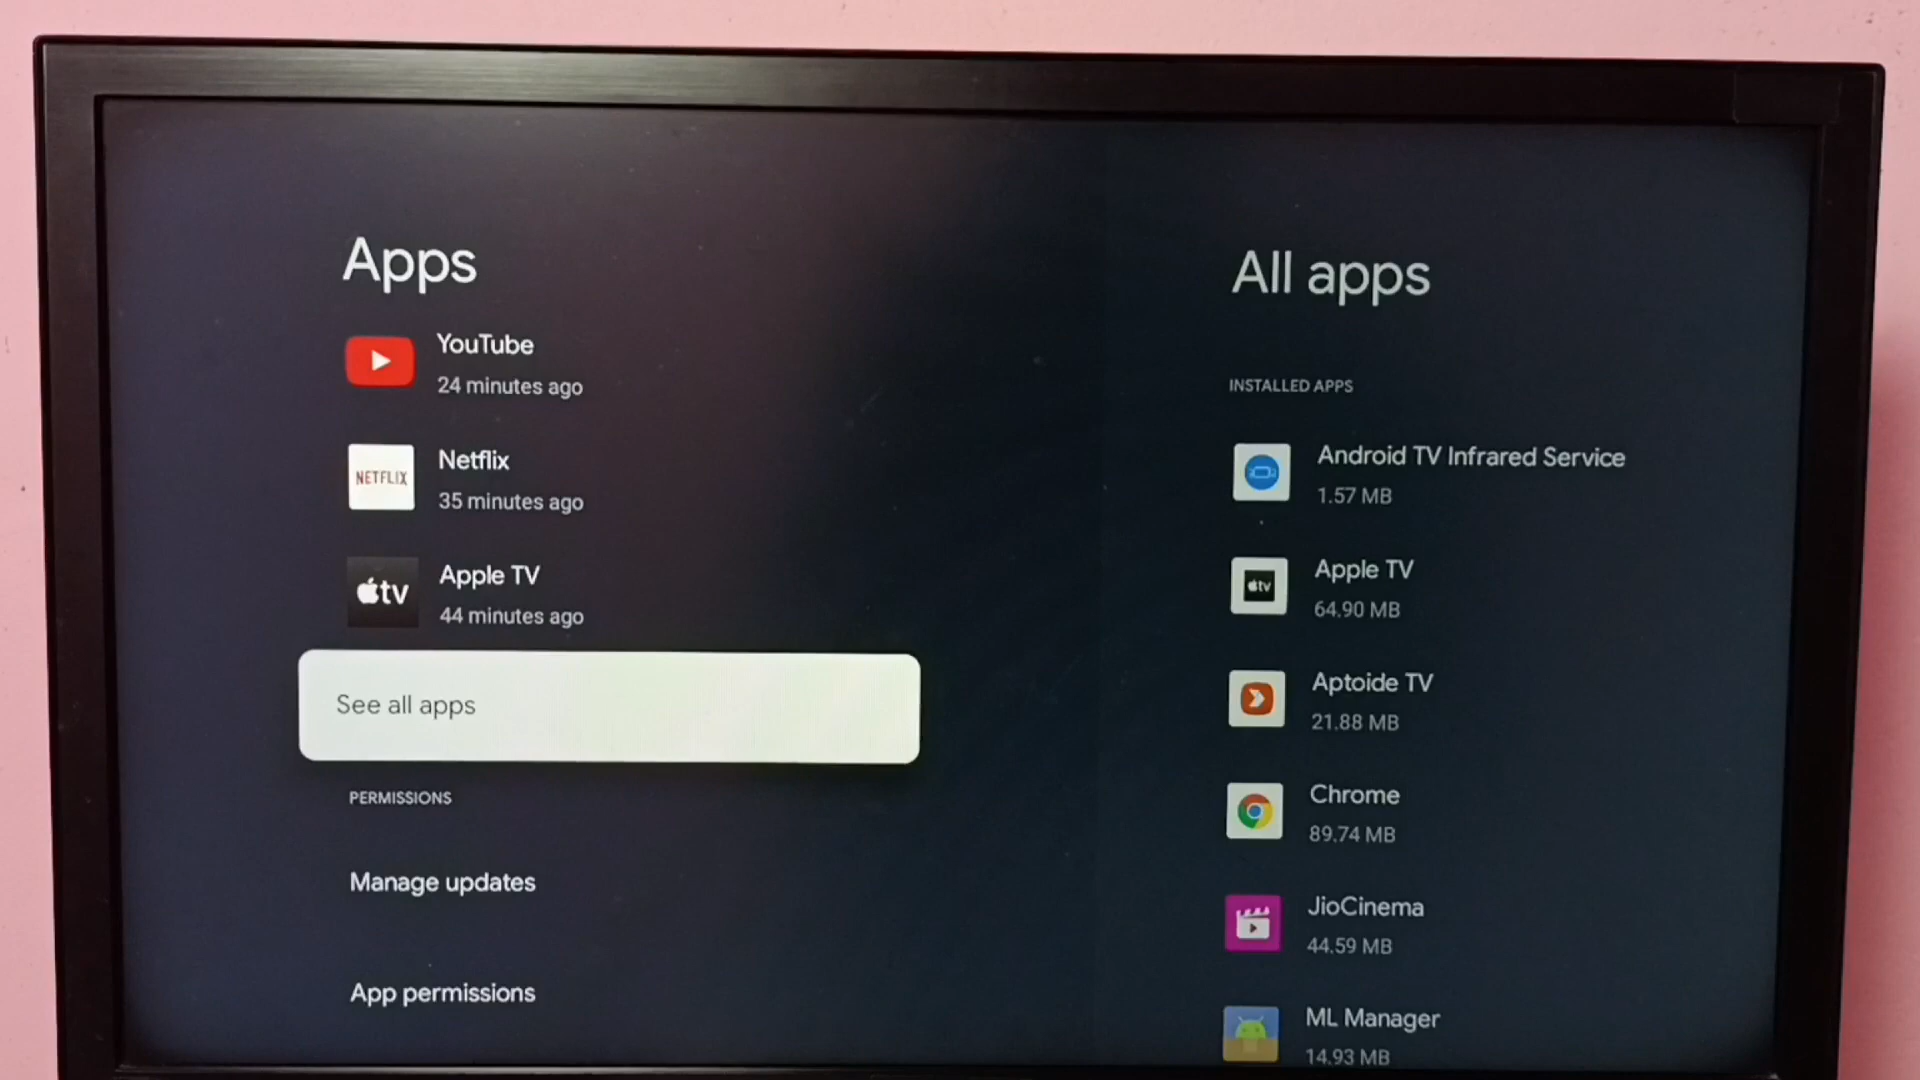 Apps
YouTube
24 minutes ago
NETFLIX
Netflix
35 minutes ago
tv
Apple TV
44 minutes ago
See all apps
PERMISSIONS
Manage updates
App permissions
All apps
INSTALLED APPS
Android TV Infrared Service
1.57 MB
tv
Apple TV
64.90 MB
Aptoide TV
21.88 MB
Chrome
89.74 MB
JioCinema
44.59 MB
ML Manager
14.93 MB